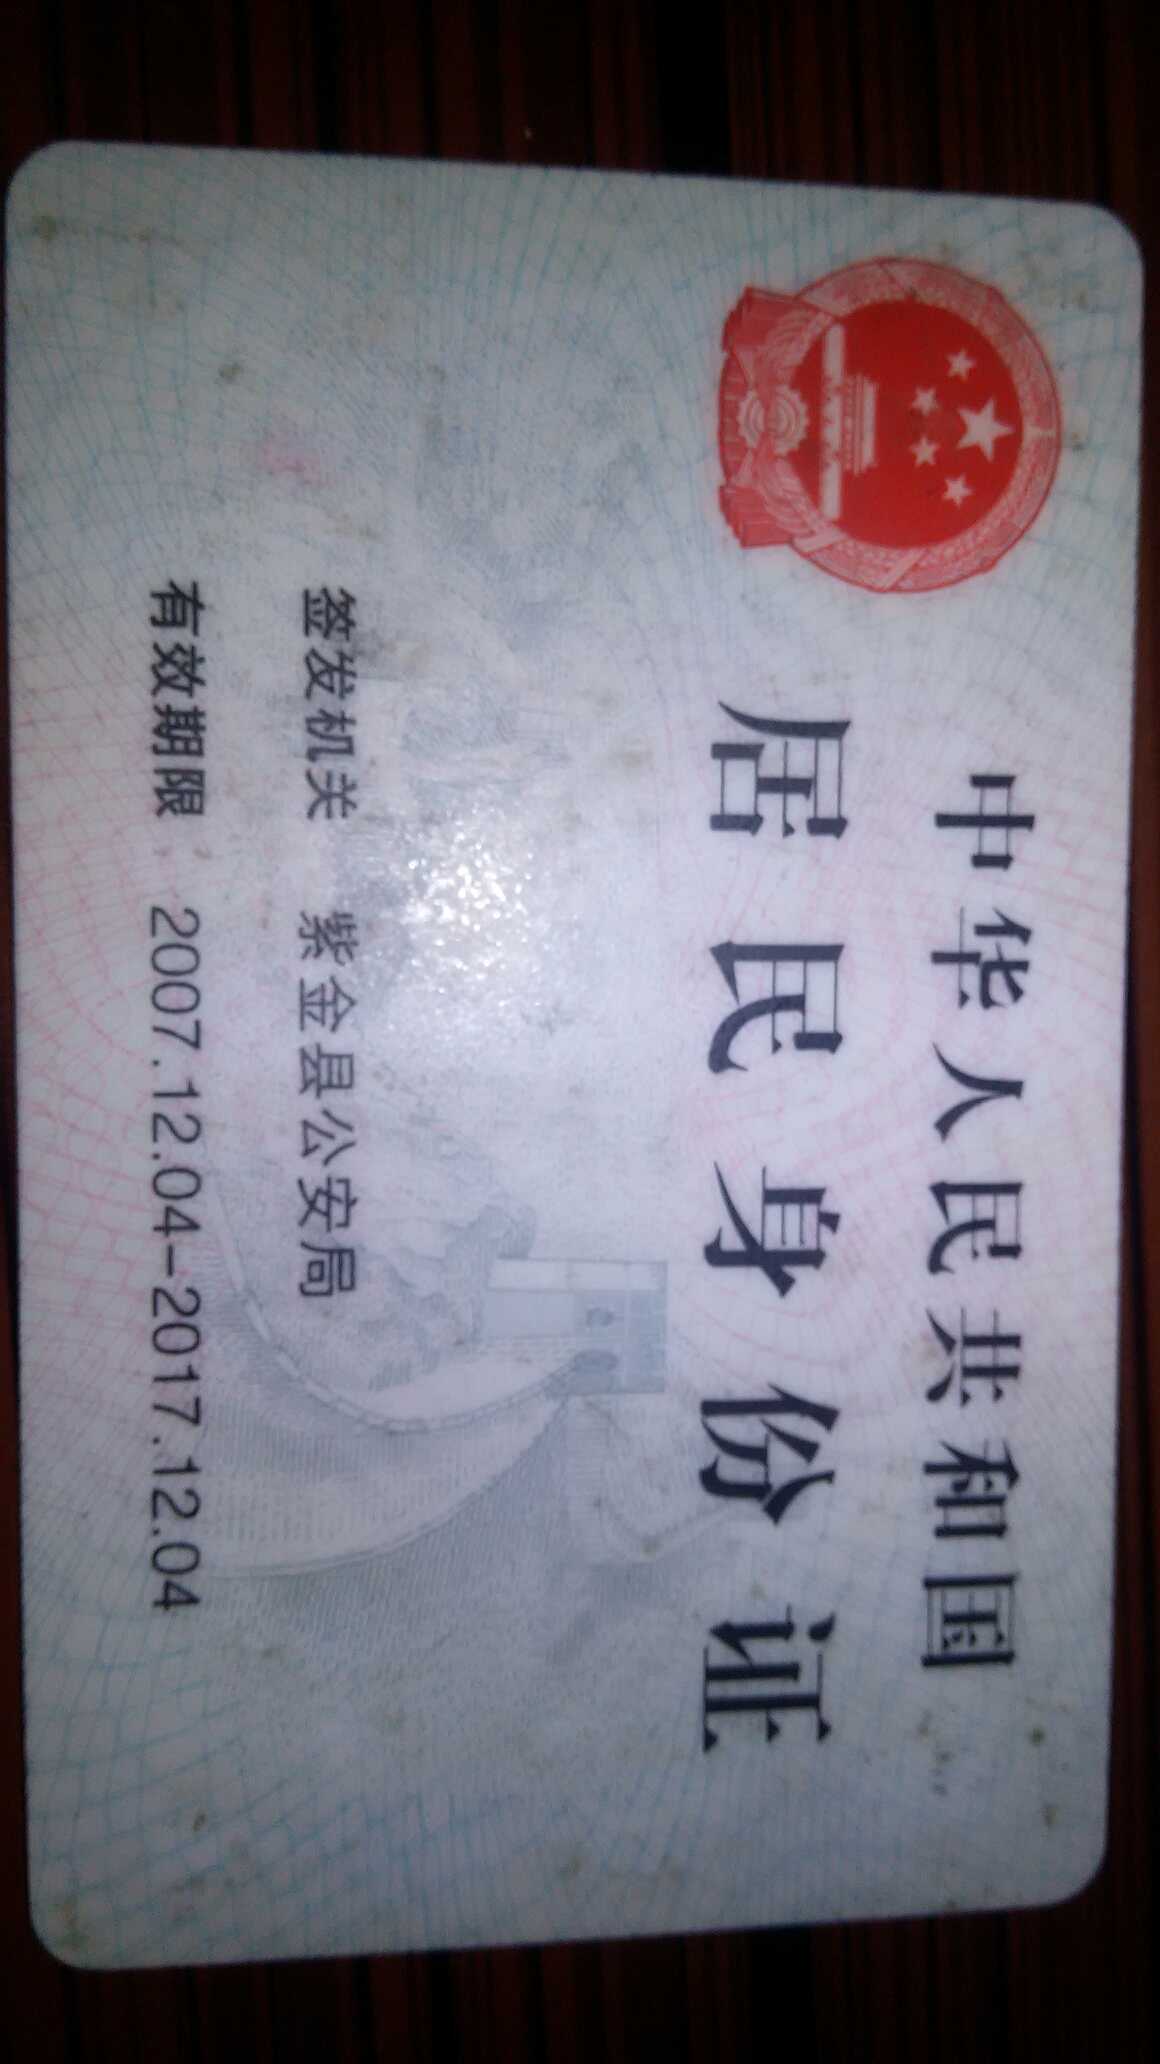 中华人民共和国
居民身份证
签发机关 紫金县公安局
有效期限 2007.12.04-2017.12.04